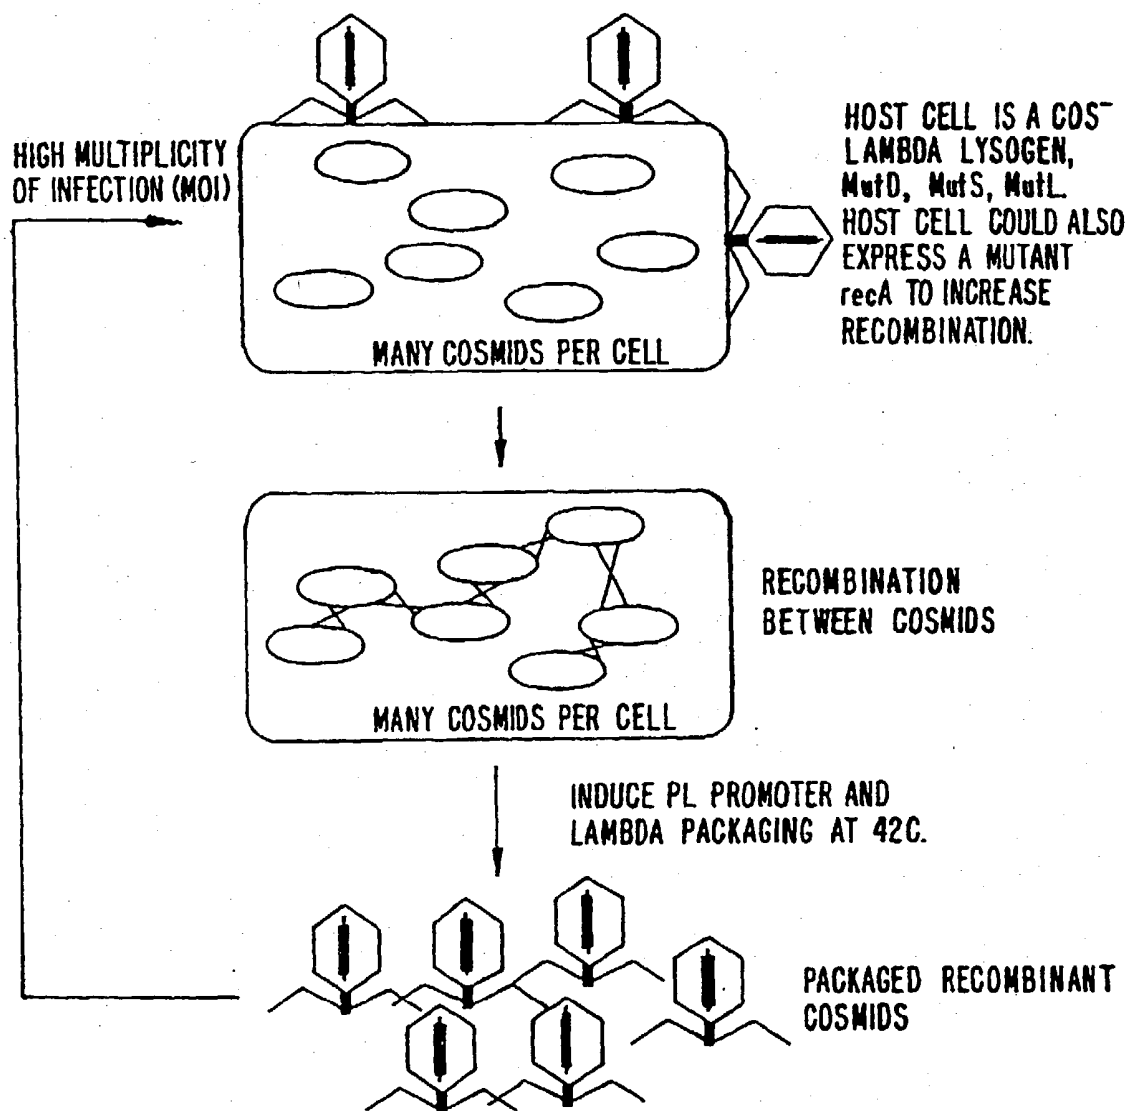 HIGH MULTIPLICITY
OF INFECTION (MOI)
HOST CELL IS A COS⁻
LAMBDA LYSOGEN,
MutD, MutS, MutL.
HOST CELL COULD ALSO
EXPRESS A MUTANT
recA TO INCREASE
RECOMBINATION.
MANY COSMIDS PER CELL
RECOMBINATION
BETWEEN COSMIDS
MANY COSMIDS PER CELL
INDUCE PL PROMOTER AND
LAMBDA PACKAGING AT 42C.
PACKAGED RECOMBINANT
COSMIDS